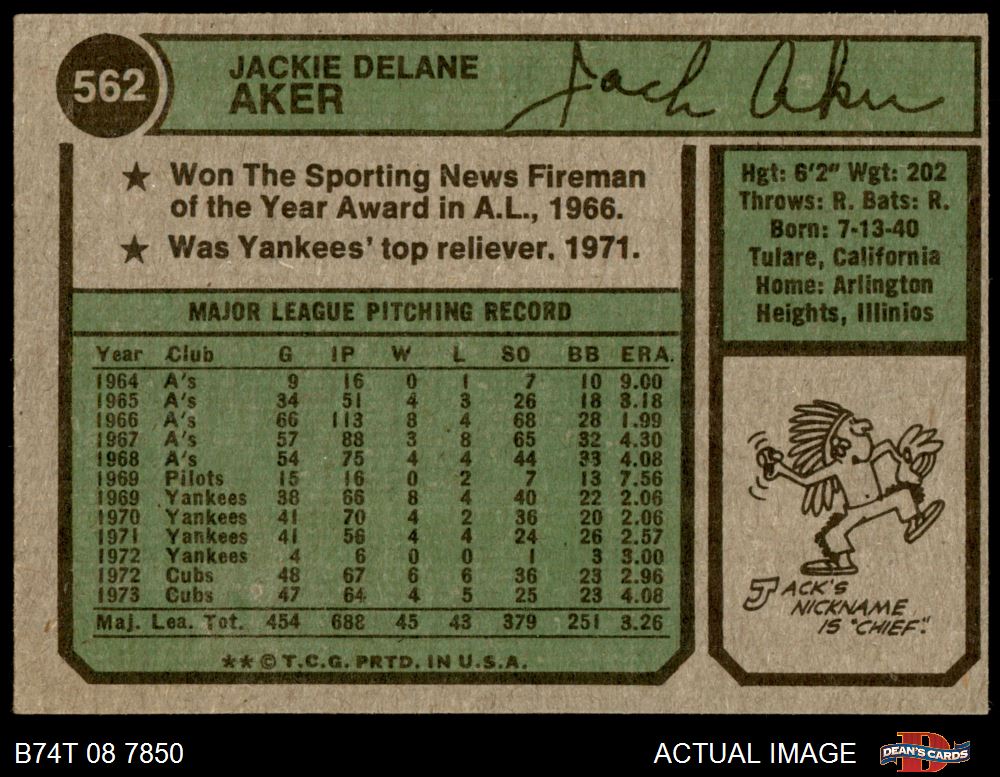 562
JACKIE DELANE
AKER
Jack Aker
★ Won The Sporting News Fireman
of the Year Award in A.L., 1966.
★ Was Yankees' top reliever, 1971.
Hgt: 6'2" Wgt: 202
Throws: R. Bats: R.
Born: 7-13-40
Tulare, California
Home: Arlington
Heights, Illinios
MAJOR LEAGUE PITCHING RECORD
Year Club G IP W L SO BB ERA.
1964 A's 9 16 0 1 7 10 9.00
1965 A's 34 51 4 3 26 18 3.18
1966 A's 66 113 8 4 68 28 1.99
1967 A's 57 88 3 8 65 32 4.30
1968 A's 54 75 4 4 44 33 4.08
1969 Pilots 15 16 0 2 7 13 7.56
1969 Yankees 38 66 8 4 40 22 2.06
1970 Yankees 41 70 4 2 36 20 2.06
1971 Yankees 41 56 4 4 24 26 2.57
1972 Yankees 4 6 0 0 1 3 3.00
1972 Cubs 48 67 6 6 36 23 2.96
1973 Cubs 47 64 4 5 25 23 4.08
Maj. Lea. Tot. 454 688 45 43 379 251 3.26
★★ © T.C.G. PRTD. IN U.S.A.
JACK'S
NICKNAME
IS "CHIEF".
B74T 08 7850
ACTUAL IMAGE
D
DEAN'S CARDS